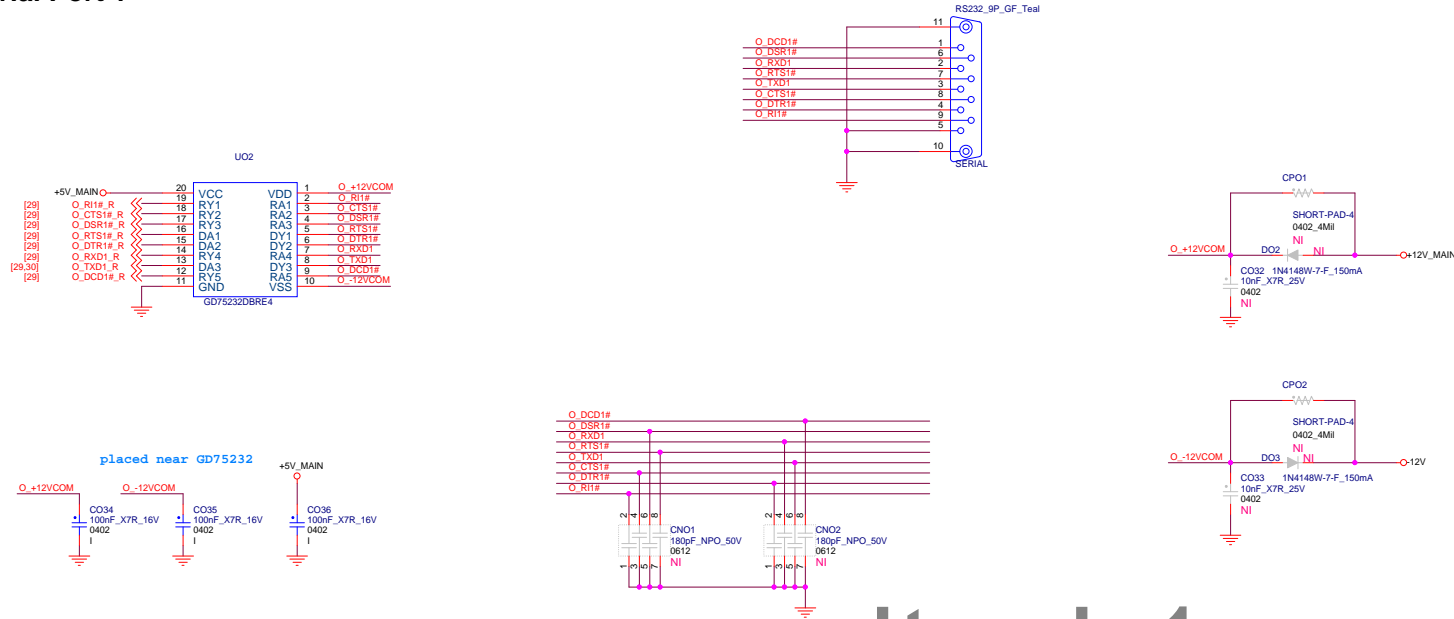 RS232_9P_GF_Teal
11
O_DCD1# 1
O_DSR1# 6
O_RXD1 2
O_RTS1# 7
O_TXD1 3
O_CTS1# 8
O_DTR1# 4
O_RI1# 9
5
10
SERIAL
UO2
+5V_MAIN 20 VCC VDD 1 O_+12VCOM
[29] O_RI1#_R 19 RY1 RA1 2 O_RI1#
[29] O_CTS1#_R 18 RY2 RA2 3 O_CTS1#
[29] O_DSR1#_R 17 RY3 RA3 4 O_DSR1#
[29] O_RTS1#_R 16 DA1 DY1 5 O_RTS1#
[29] O_DTR1#_R 15 DA2 DY2 6 O_DTR1#
[29] O_RXD1_R 14 RY4 RA4 7 O_RXD1
[29,30] O_TXD1_R 13 DA3 DY3 8 O_TXD1
[29] O_DCD1#_R 12 RY5 RA5 9 O_DCD1#
11 GND VSS 10 O_-12VCOM
GD75232DBRE4
CPO1
SHORT-PAD-4
0402_4Mil
NI
O_+12VCOM DO2 NI +12V_MAIN
CO32 1N4148W-7-F_150mA
10nF_X7R_25V
0402
NI
CPO2
SHORT-PAD-4
0402_4Mil
NI
O_-12VCOM DO3 NI -12V
CO33 1N4148W-7-F_150mA
10nF_X7R_25V
0402
NI
placed near GD75232
+5V_MAIN
O_+12VCOM O_-12VCOM
CO34 CO35 CO36
100nF_X7R_16V 100nF_X7R_16V 100nF_X7R_16V
0402 0402 0402
I I I
O_DCD1#
O_DSR1#
O_RXD1
O_RTS1#
O_TXD1
O_CTS1#
O_DTR1#
O_RI1#
2 4 6 8 2 4 6 8
CNO1 CNO2
180pF_NPO_50V 180pF_NPO_50V
0612 0612
NI NI
1 3 5 7 1 3 5 7